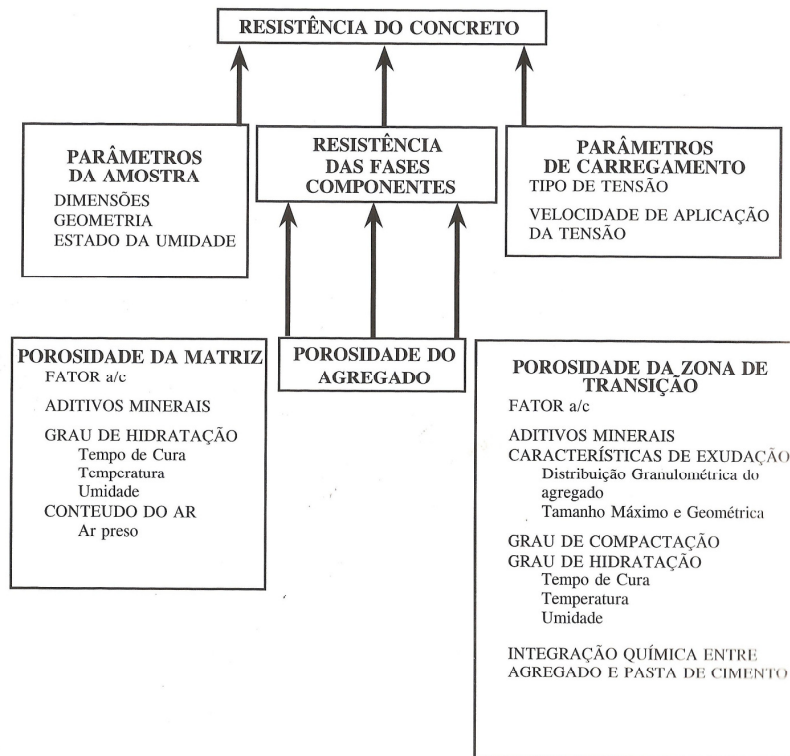 RESISTÊNCIA DO CONCRETO
PARÂMETROS
DA AMOSTRA
DIMENSÕES
GEOMETRIA
ESTADO DA UMIDADE
RESISTÊNCIA
DAS FASES
COMPONENTES
PARÂMETROS
DE CARREGAMENTO
TIPO DE TENSÃO
VELOCIDADE DE APLICAÇÃO
DA TENSÃO
POROSIDADE DA MATRIZ
FATOR a/c
ADITIVOS MINERAIS
GRAU DE HIDRATAÇÃO
Tempo de Cura
Temperatura
Umidade
CONTEUDO DO AR
Ar preso
POROSIDADE DO
AGREGADO
POROSIDADE DA ZONA DE
TRANSIÇÃO
FATOR a/c
ADITIVOS MINERAIS
CARACTERÍSTICAS DE EXUDAÇÃO
Distribuição Granulométrica do
agregado
Tamanho Máximo e Geométrica
GRAU DE COMPACTAÇÃO
GRAU DE HIDRATAÇÃO
Tempo de Cura
Temperatura
Umidade
INTEGRAÇÃO QUÍMICA ENTRE
AGREGADO E PASTA DE CIMENTO